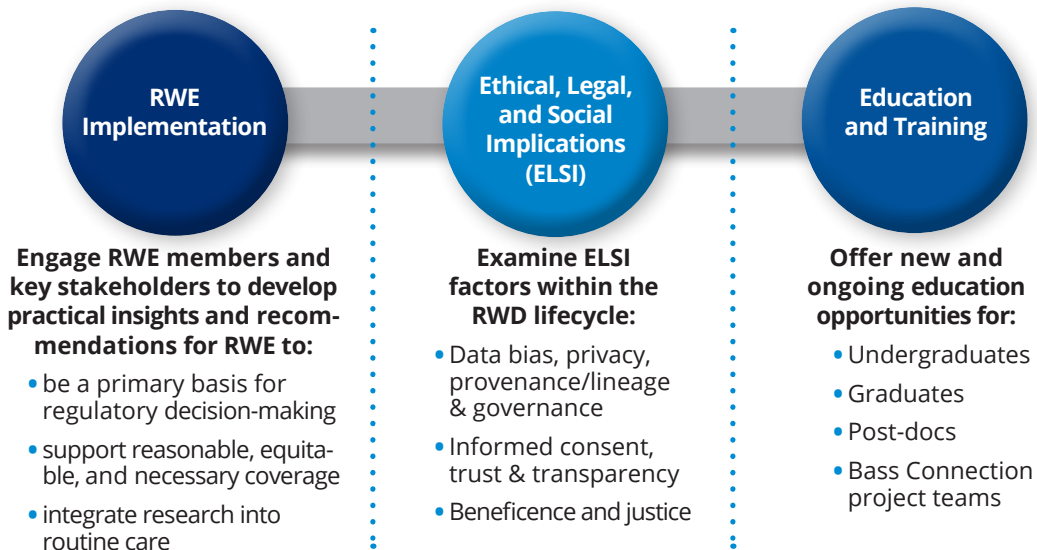 RWE
Implementation
Engage RWE members and
key stakeholders to develop
practical insights and recom-
mendations for RWE to:
• be a primary basis for
regulatory decision-making
• support reasonable, equita-
ble, and necessary coverage
• integrate research into
routine care
Ethical, Legal,
and Social
Implications
(ELSI)
Examine ELSI
factors within the
RWD lifecycle:
• Data bias, privacy,
provenance/lineage
& governance
• Informed consent,
trust & transparency
• Beneficence and justice
Education
and Training
Offer new and
ongoing education
opportunities for:
• Undergraduates
• Graduates
• Post-docs
• Bass Connection
project teams